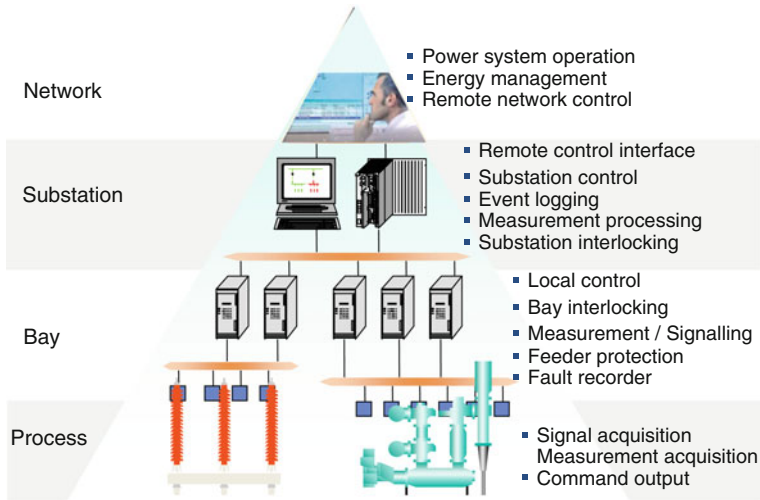 Network
▪ Power system operation
▪ Energy management
▪ Remote network control
Substation
▪ Remote control interface
▪ Substation control
▪ Event logging
▪ Measurement processing
▪ Substation interlocking
Bay
▪ Local control
▪ Bay interlocking
▪ Measurement / Signalling
▪ Feeder protection
▪ Fault recorder
Process
▪ Signal acquisition
Measurement acquisition
▪ Command output